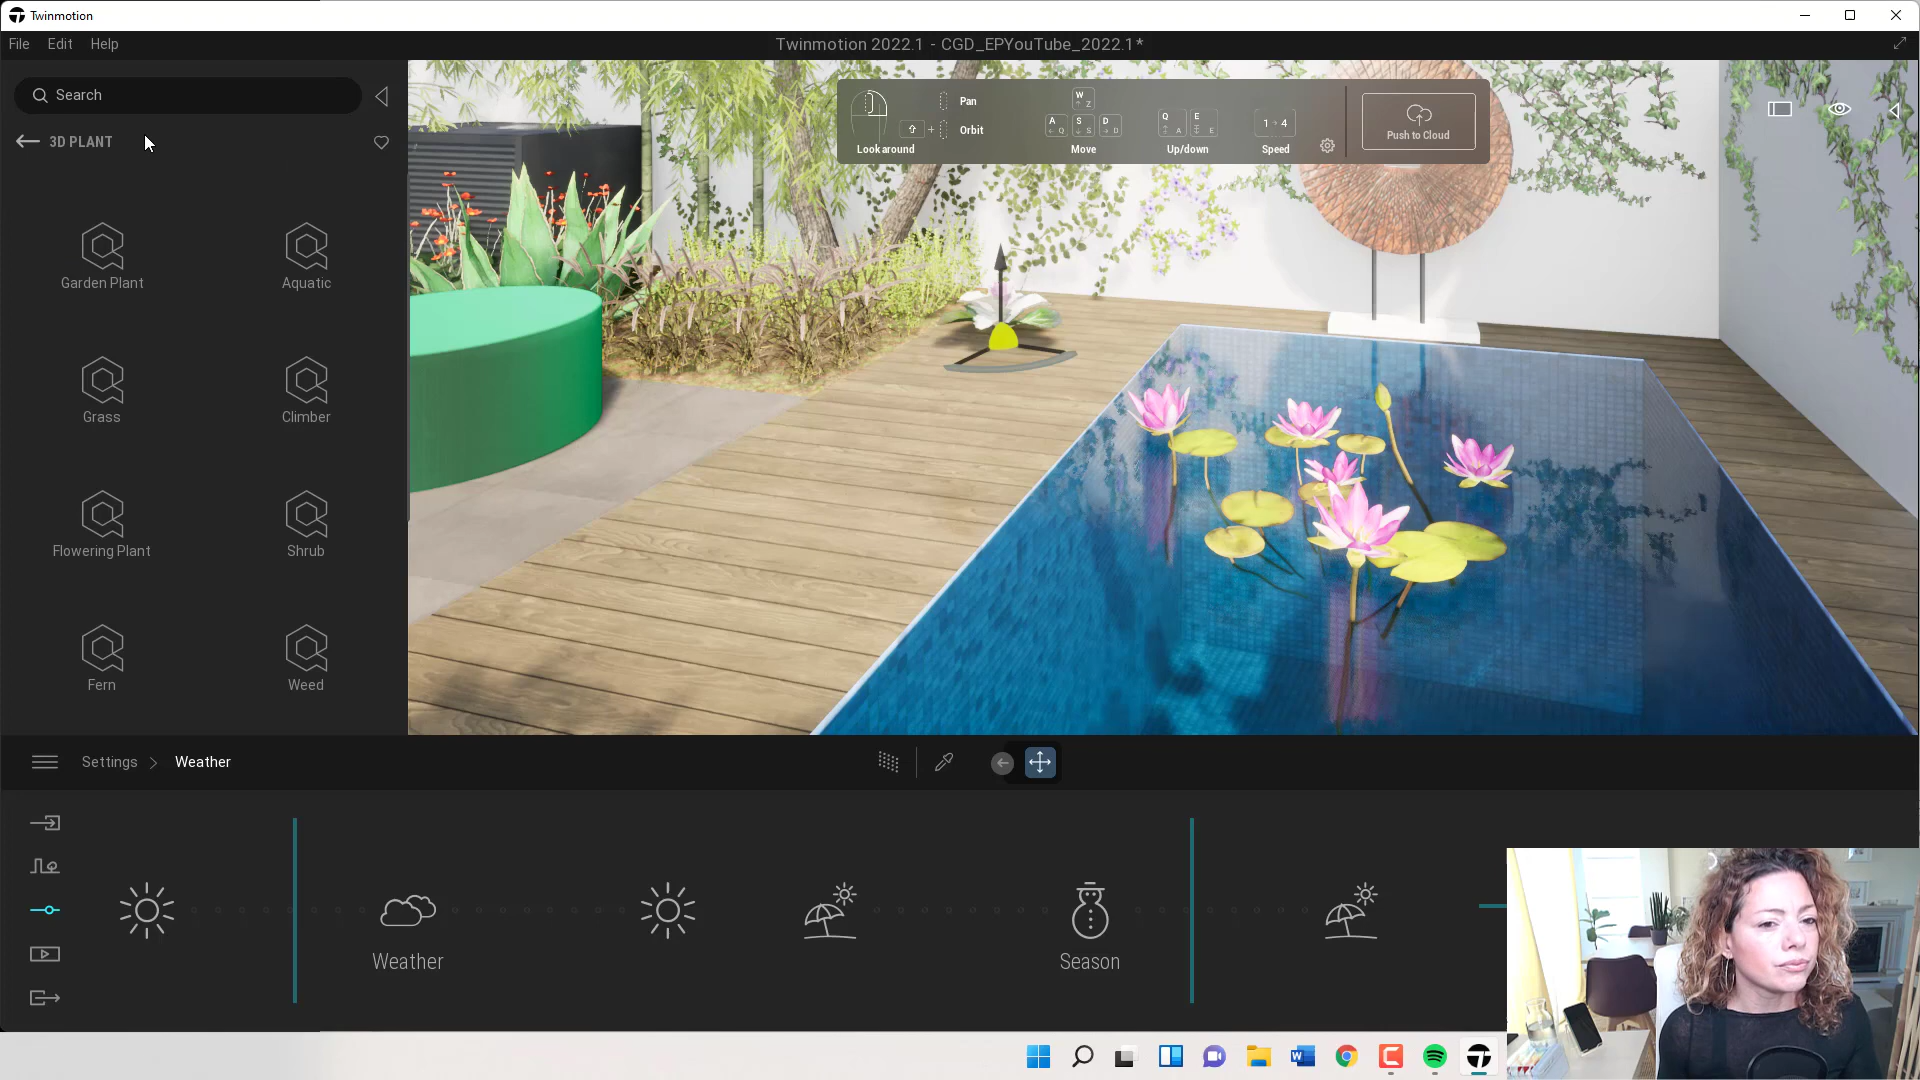 Twinmotion
File Edit Help
Twinmotion 2022.1 - CGD_EPYouTube_2022.1*
Search
3D PLANT
Garden Plant
Aquatic
Grass
Climber
Flowering Plant
Shrub
Fern
Weed
Pan
Orbit
Look around
W
Z
A
Q
S
S
D
D
Move
Q
A
E
E
Up/down
1 4
Speed
Push to Cloud
Settings > Weather
Weather
Season